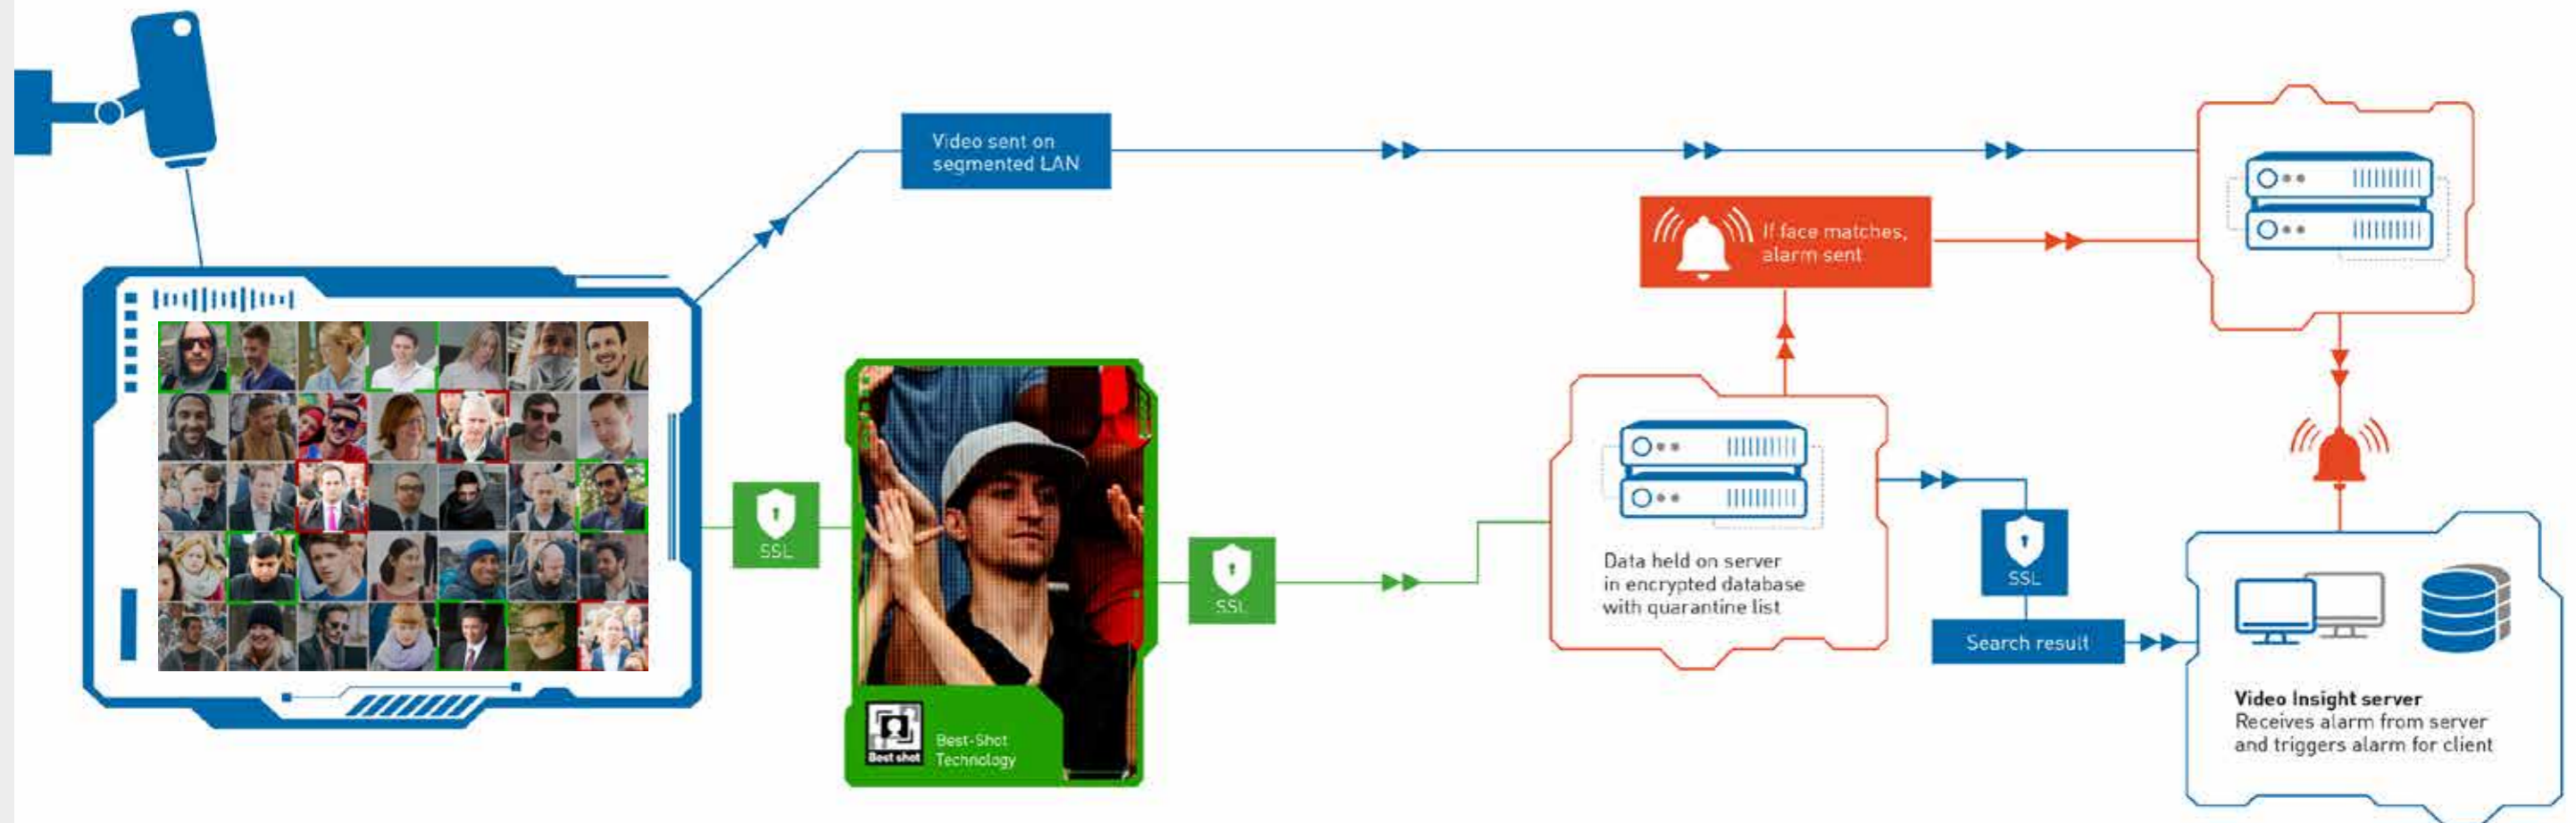 Video sent on
segmented LAN
If face matches,
alarm sent
SSL
Best shot
Best-Shot
Technology
SSL
Data held on server
in encrypted database
with quarantine list
SSL
Search result
Video Insight server
Receives alarm from server
and triggers alarm for client